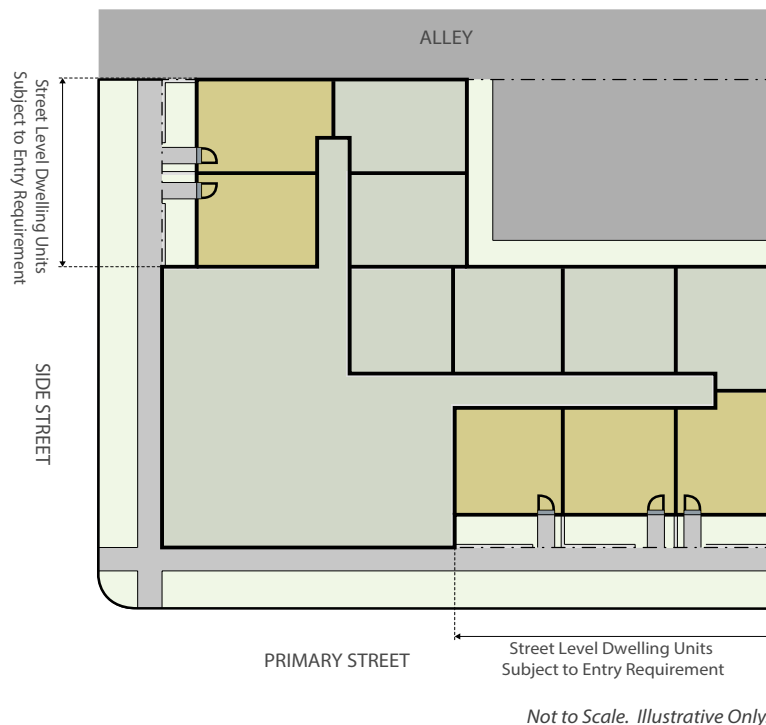 ALLEY
Street Level Dwelling Units
Subject to Entry Requirement
SIDE STREET
PRIMARY STREET
Street Level Dwelling Units
Subject to Entry Requirement
Not to Scale.  Illustrative Only